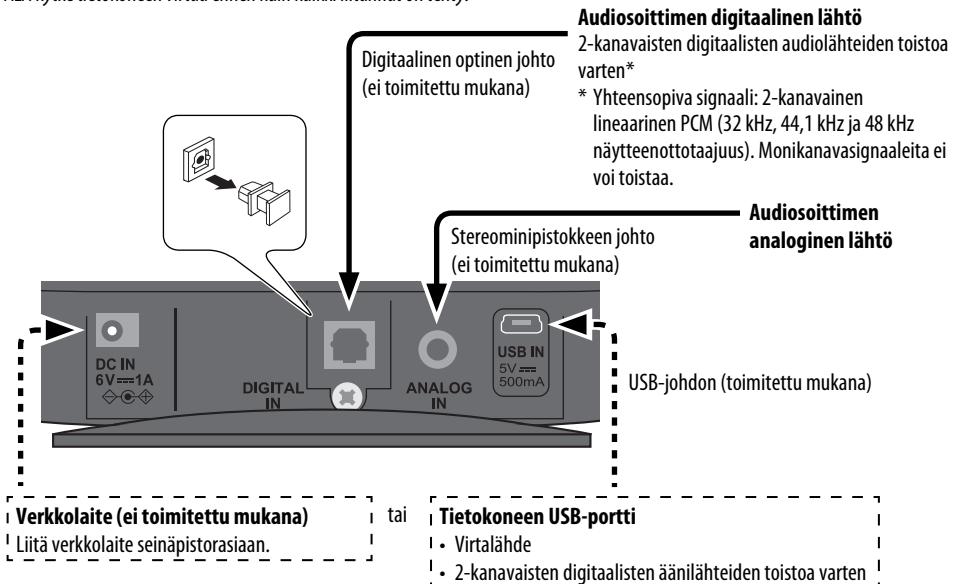 Audiosoittimen digitaalinen lähtö
2-kanavaisten digitaalisten audiolähteiden toistoa
varten*
* Yhteensopiva signaali: 2-kanavainen
lineaarinen PCM (32 kHz, 44,1 kHz ja 48 kHz
näytteenottotaajuus). Monikanavasignaaleita ei
voi toistaa.
Digitaalinen optinen johto
(ei toimitettu mukana)
Audiosoittimen
analoginen lähtö
Stereominipistokkeen johto
(ei toimitettu mukana)
DC IN
6V 1A
DIGITAL
IN
ANALOG
IN
USB IN
5V
500mA
USB-johdon (toimitettu mukana)
Verkkolaite (ei toimitettu mukana)
Liitä verkkolaite seinäpistorasiaan.
tai
Tietokoneen USB-portti
• Virtalähde
• 2-kanavaisten digitaalisten äänilähteiden toistoa varten